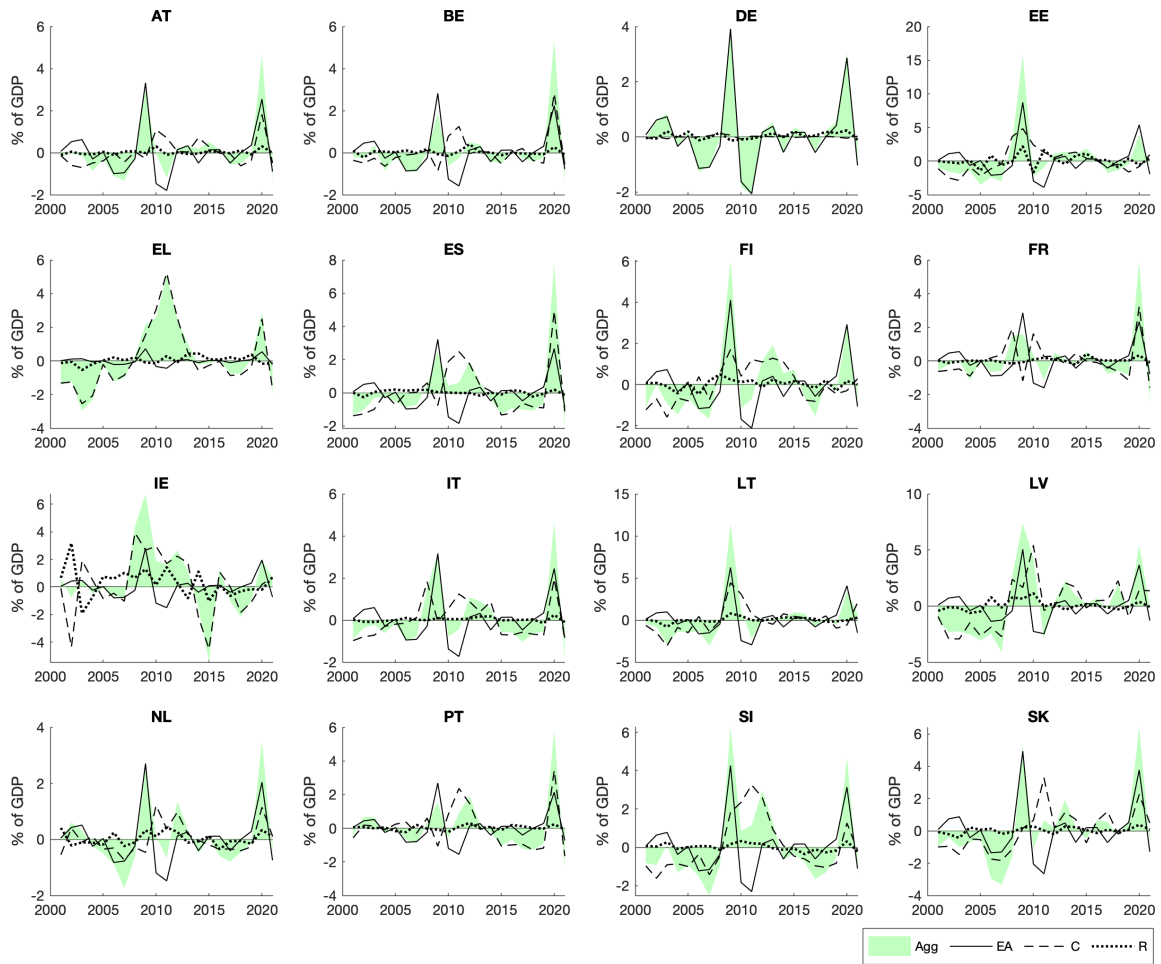 AT BE DE EE
6 6 4 20
% of GDP % of GDP % of GDP % of GDP
4 4 2 15
2 2 0 10
0 0 -2 5
-2 -2 0
-5
2000 2005 2010 2015 2020 2000 2005 2010 2015 2020 2000 2005 2010 2015 2020 2000 2005 2010 2015 2020
EL ES FI FR
6 8 6 6
% of GDP % of GDP % of GDP % of GDP
4 6 4 4
2 4 2 2
0 2 0 0
-2 0 -2 -2
-4 -2 -4
2000 2005 2010 2015 2020 2000 2005 2010 2015 2020 2000 2005 2010 2015 2020 2000 2005 2010 2015 2020
IE IT LT LV
6 6 15 10
% of GDP % of GDP % of GDP % of GDP
4 4 10 5
2 2 5 0
0 0 0 -5
-2 -2 -5
-4
2000 2005 2010 2015 2020 2000 2005 2010 2015 2020 2000 2005 2010 2015 2020 2000 2005 2010 2015 2020
NL PT SI SK
4 6 6 6
% of GDP % of GDP % of GDP % of GDP
2 4 4 4
0 2 2 2
-2 0 0 0
-2 -2 -2
-4 -4
2000 2005 2010 2015 2020 2000 2005 2010 2015 2020 2000 2005 2010 2015 2020 2000 2005 2010 2015 2020
Agg EA C R